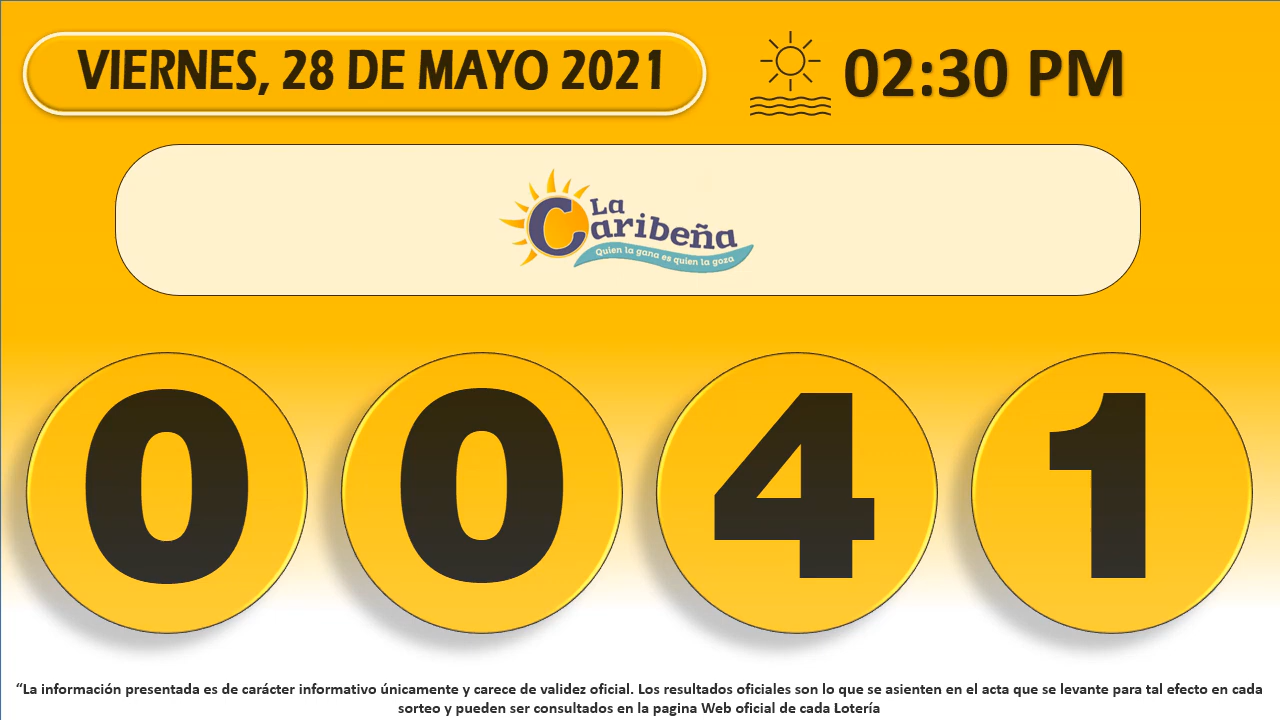 VIERNES, 28 DE MAYO 2021
02:30 PM
La
Caribeña
Quien la gana es quien la goza
0 0 4 1
“La información presentada es de carácter informativo únicamente y carece de validez oficial. Los resultados oficiales son lo que se asienten en el acta que se levante para tal efecto en cada
sorteo y pueden ser consultados en la pagina Web oficial de cada Lotería